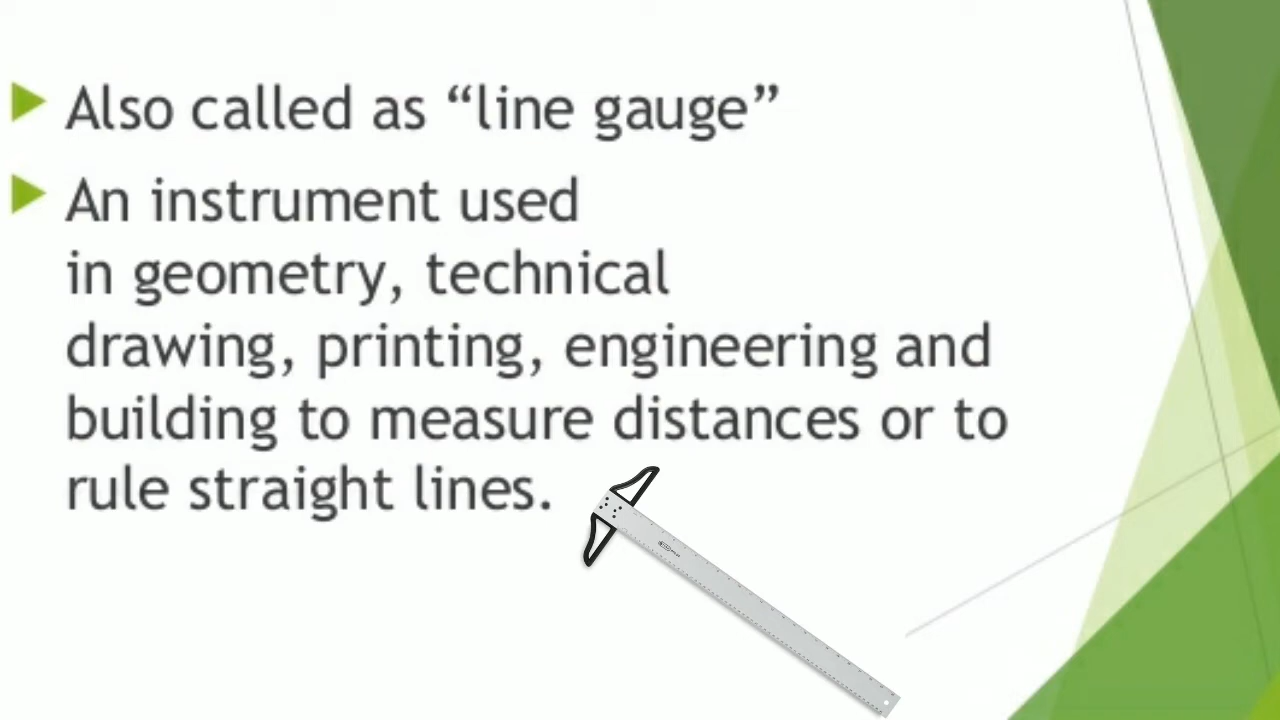 Also called as “line gauge”
An instrument used
in geometry, technical
drawing, printing, engineering and
building to measure distances or to
rule straight lines.